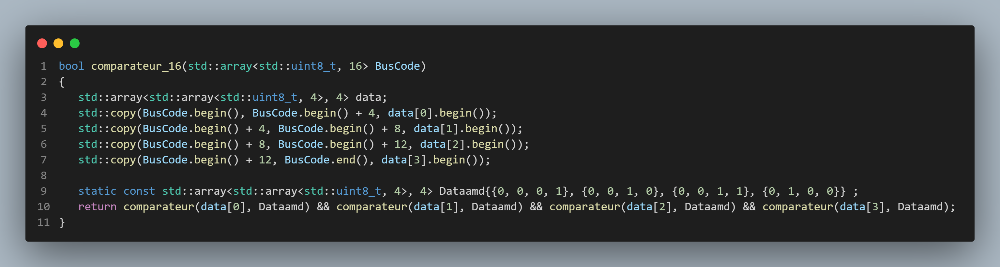 1 bool comparateur_16(std::array<std::uint8_t, 16> BusCode)
2 {
3    std::array<std::array<std::uint8_t, 4>, 4> data;
4    std::copy(BusCode.begin(), BusCode.begin() + 4, data[0].begin());
5    std::copy(BusCode.begin() + 4, BusCode.begin() + 8, data[1].begin());
6    std::copy(BusCode.begin() + 8, BusCode.begin() + 12, data[2].begin());
7    std::copy(BusCode.begin() + 12, BusCode.end(), data[3].begin());
8
9    static const std::array<std::array<std::uint8_t, 4>, 4> Dataamd{{0, 0, 0, 1}, {0, 0, 1, 0}, {0, 0, 1, 1}, {0, 1, 0, 0}} ;
10    return comparateur(data[0], Dataamd) && comparateur(data[1], Dataamd) && comparateur(data[2], Dataamd) && comparateur(data[3], Dataamd);
11 }